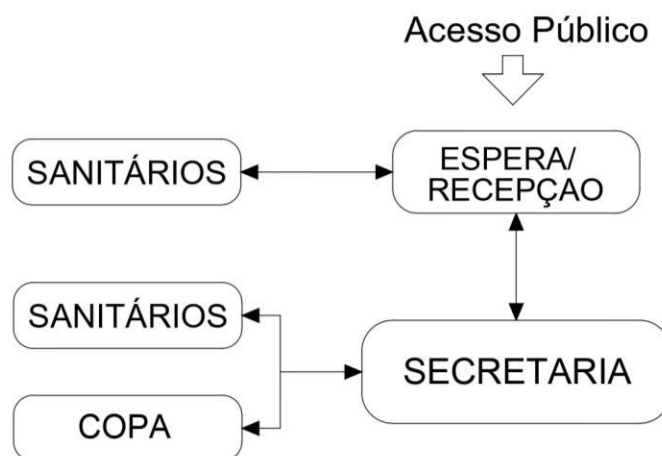 Acesso Público
SANITÁRIOS
ESPERA/
RECEPÇAO
SANITÁRIOS
SECRETARIA
COPA